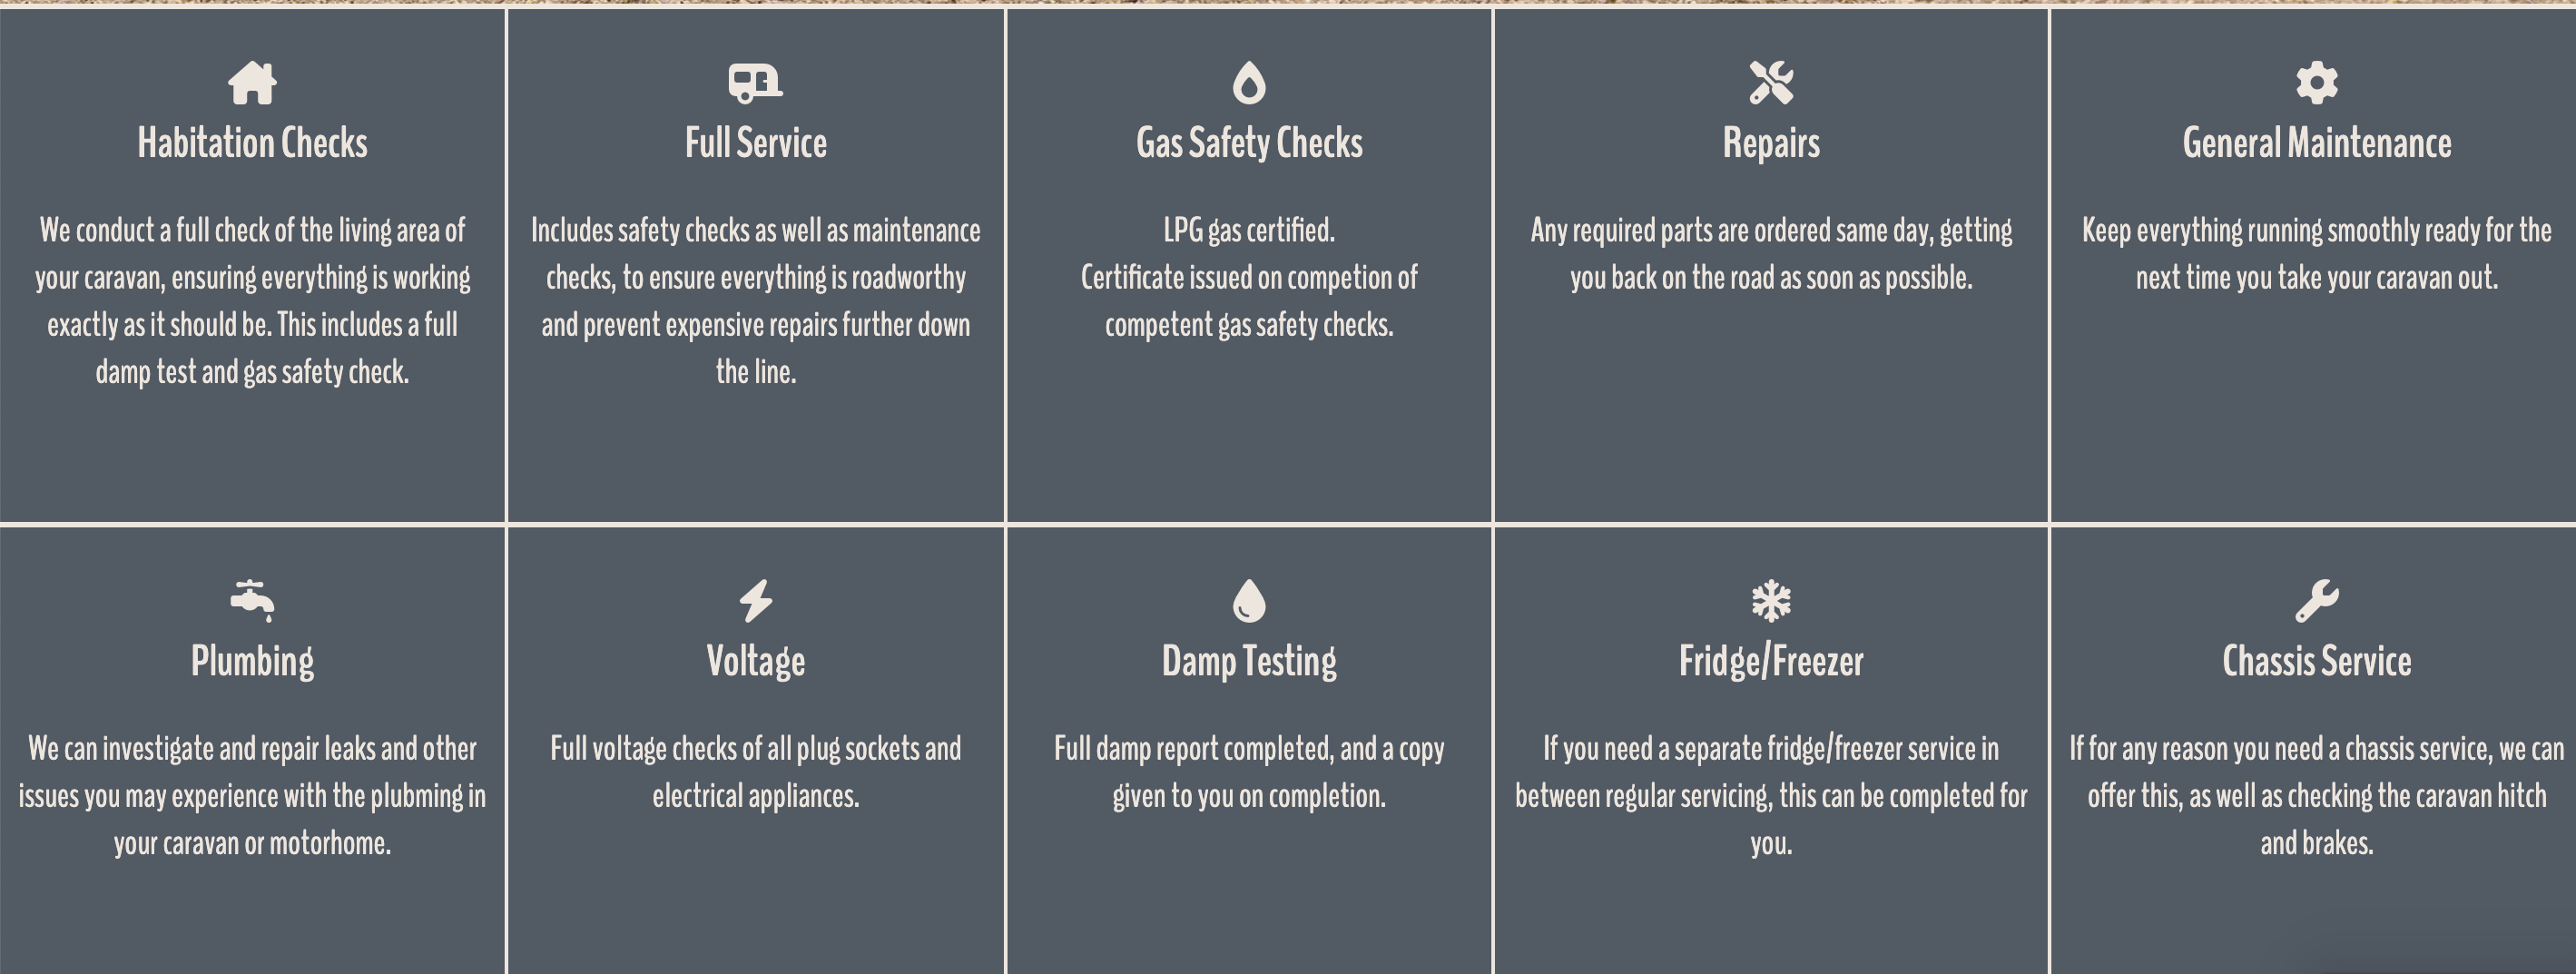 Habitation Checks
We conduct a full check of the living area of
your caravan, ensuring everything is working
exactly as it should be. This includes a full
damp test and gas safety check.
Full Service
Includes safety checks as well as maintenance
checks, to ensure everything is roadworthy
and prevent expensive repairs further down
the line.
Gas Safety Checks
LPG gas certified.
Certificate issued on competion of
competent gas safety checks.
Repairs
Any required parts are ordered same day, getting
you back on the road as soon as possible.
General Maintenance
Keep everything running smoothly ready for the
next time you take your caravan out.
Plumbing
We can investigate and repair leaks and other
issues you may experience with the plubming in
your caravan or motorhome.
Voltage
Full voltage checks of all plug sockets and
electrical appliances.
Damp Testing
Full damp report completed, and a copy
given to you on completion.
Fridge/Freezer
If you need a separate fridge/freezer service in
between regular servicing, this can be completed for
you.
Chassis Service
If for any reason you need a chassis service, we can
offer this, as well as checking the caravan hitch
and brakes.